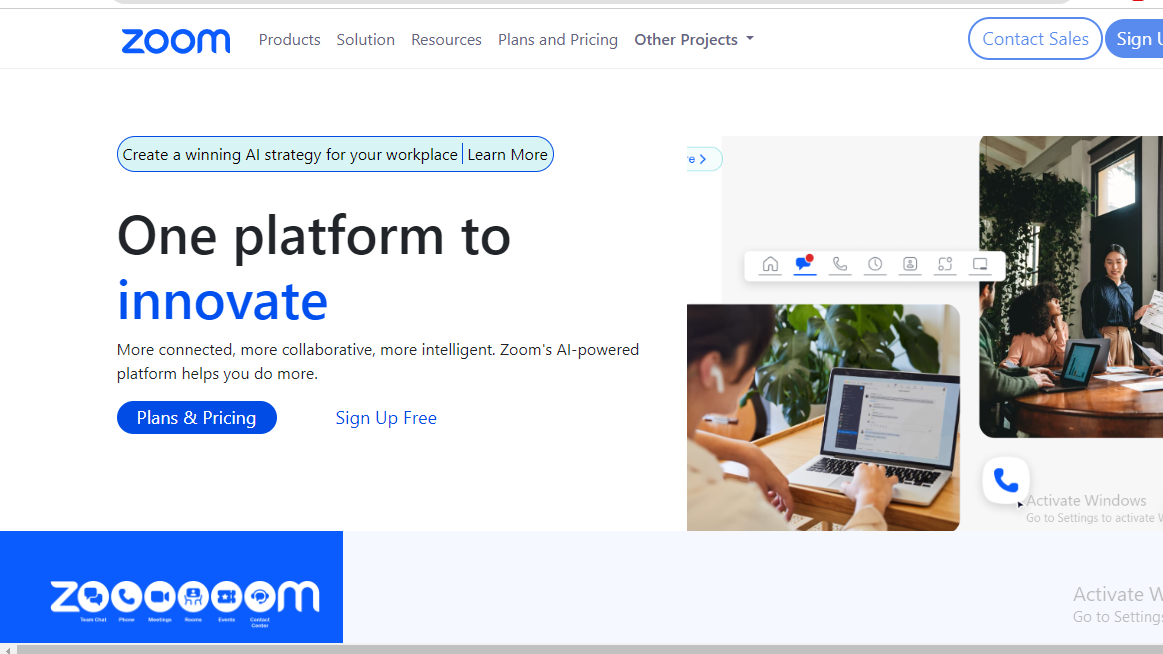 zoom Products Solution Resources Plans and Pricing Other Projects Contact Sales Sign U
Create a winning AI strategy for your workplace | Learn More
re
One platform to
innovate
More connected, more collaborative, more intelligent. Zoom's AI-powered
platform helps you do more.
Plans & Pricing Sign Up Free
Activate Windows
Go to Settings to activate W
zoooooom
Team Chat Phone Meetings Rooms Events Contact
Center
Activate W
Go to Settings